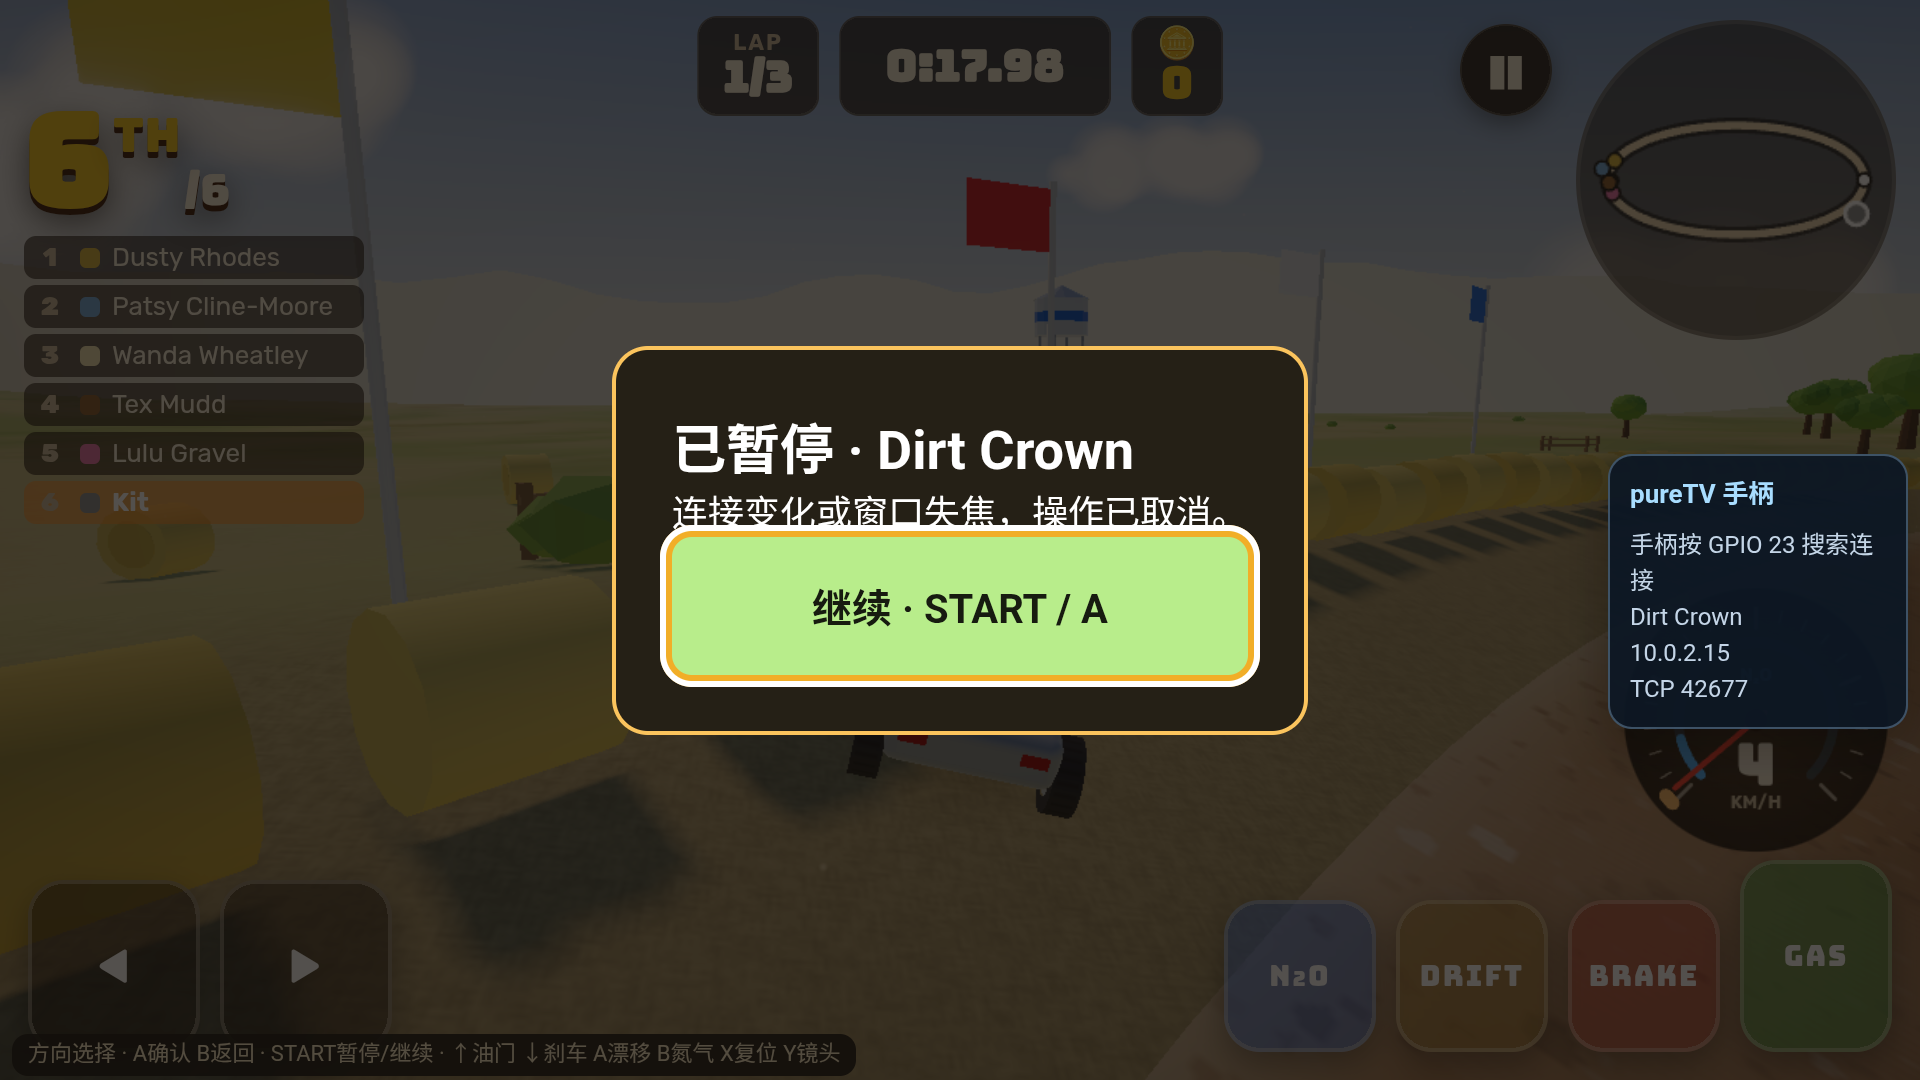 LAP
1/3
0:17.98
0
6TH
/6
1 Dusty Rhodes
2 Patsy Cline-Moore
3 Wanda Wheatley
4 Tex Mudd
5 Lulu Gravel
6 Kit
已暂停 · Dirt Crown
连接变化或窗口失焦，操作已取消。
继续 · START / A
pureTV 手柄
手柄按 GPIO 23 搜索连
接
Dirt Crown
10.0.2.15
TCP 42677
4
KM/H
N2O
DRIFT
BRAKE
GAS
方向选择 · A确认 B返回 · START暂停/继续 · ↑油门 ↓刹车 A漂移 B氮气 X复位 Y镜头